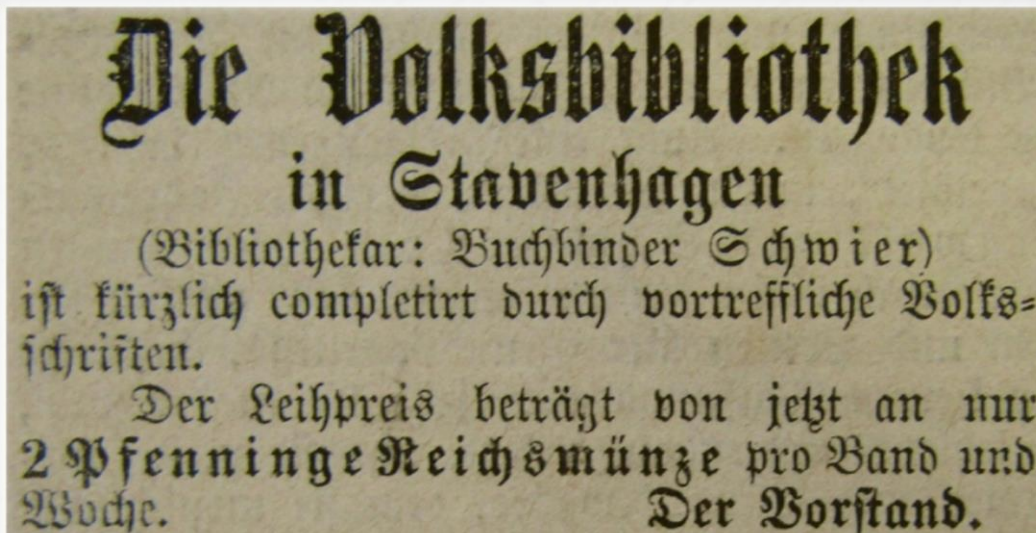 Die Volksbibliothek
in Stavenhagen
(Bibliothekar: Buchbinder Schwier)
ist kürzlich completirt durch vortreffliche Volks-
schriften.
Der Leihpreis beträgt von jetzt an nur
2 Pfenninge Reichsmünze pro Band und
Woche. Der Vorstand.